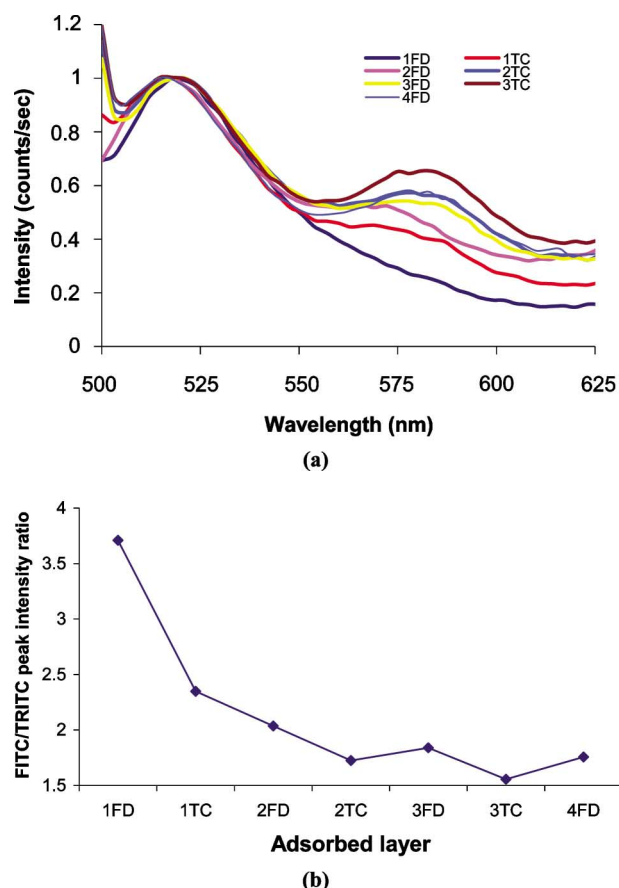 1.2
1
0.8
0.6
0.4
0.2
0
Intensity (counts/sec)
1FD 1TC
2FD 2TC
3FD 3TC
4FD
500 525 550 575 600 625
Wavelength (nm)
(a)
4
3.5
3
2.5
2
1.5
FITC/TRITC peak intensity ratio
1FD 1TC 2FD 2TC 3FD 3TC 4FD
Adsorbed layer
(b)